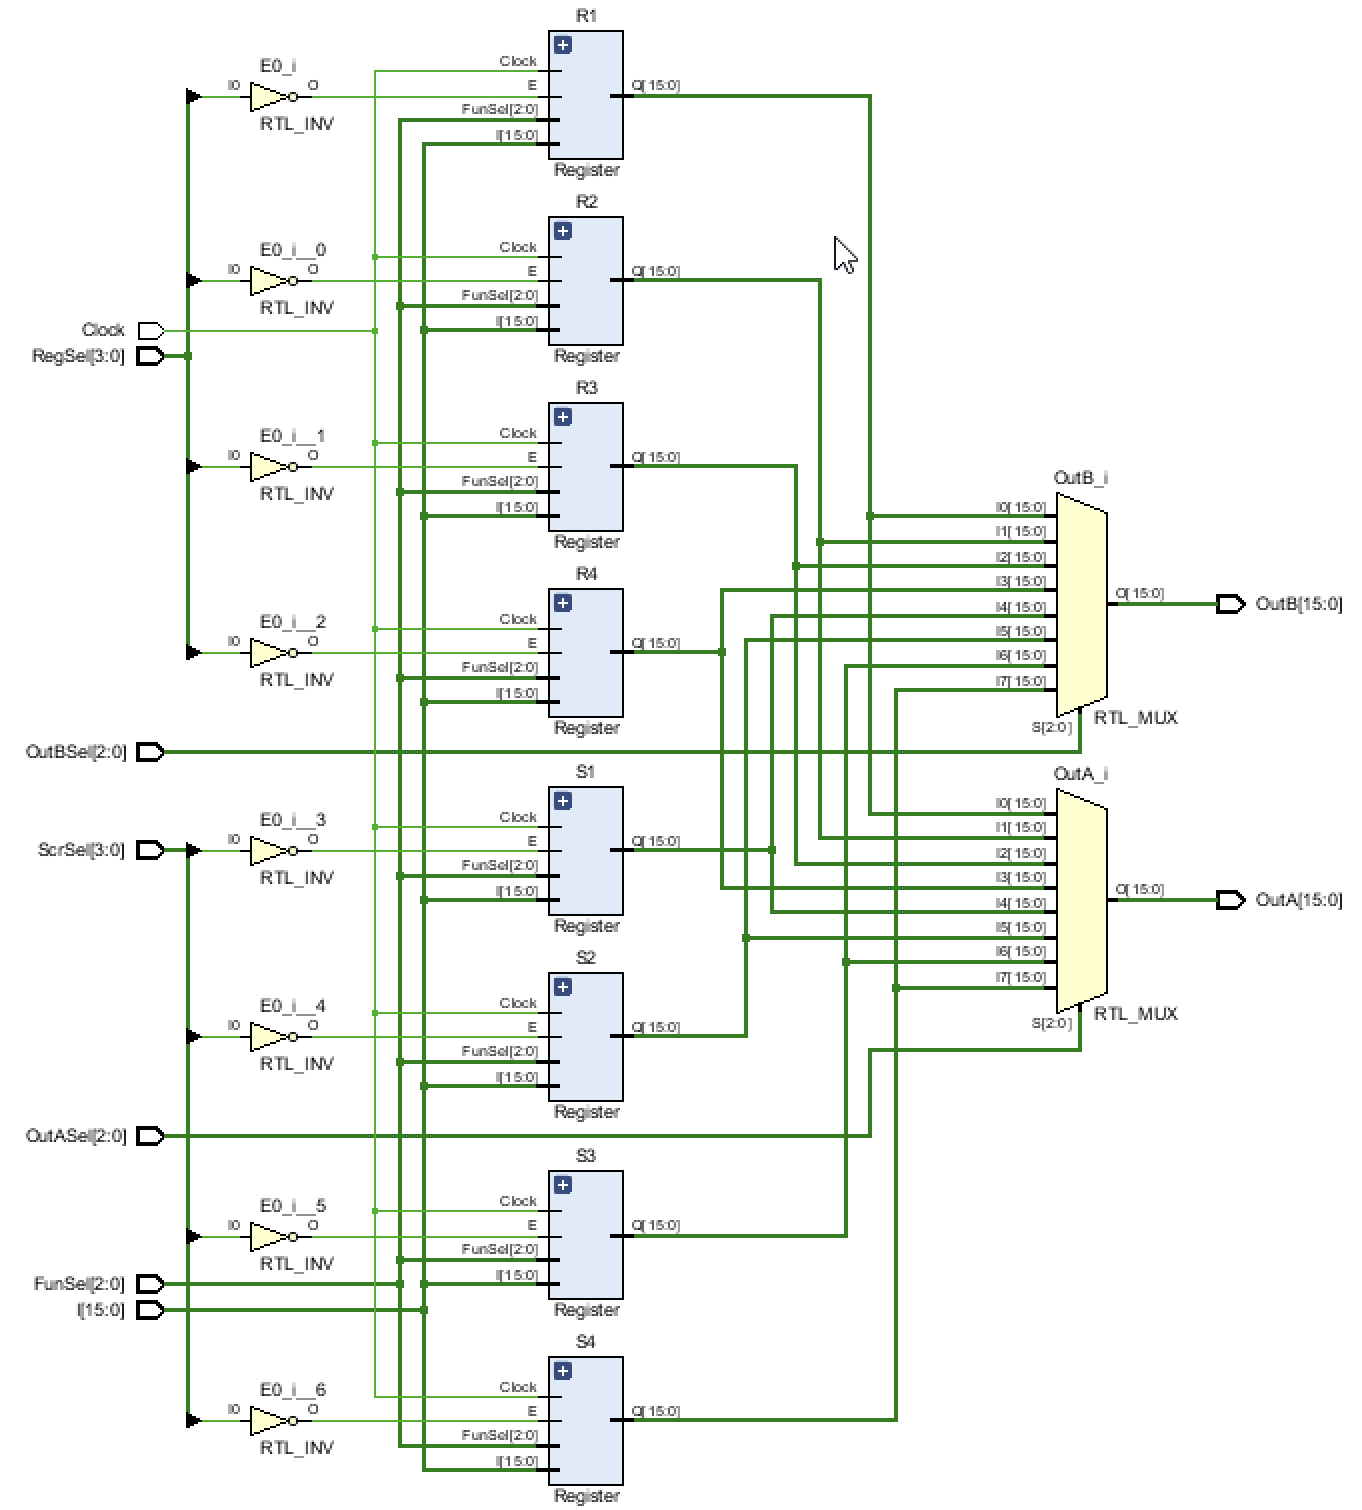 R1
E0_i
I0
O
RTL_INV
Clock
E
FunSel[2:0]
I[15:0]
Q[15:0]
Register
R2
E0_i__0
I0
O
RTL_INV
Clock
E
FunSel[2:0]
I[15:0]
Q[15:0]
Register
Clock
RegSel[3:0]
R3
E0_i__1
I0
O
RTL_INV
Clock
E
FunSel[2:0]
I[15:0]
Q[15:0]
Register
R4
E0_i__2
I0
O
RTL_INV
Clock
E
FunSel[2:0]
I[15:0]
Q[15:0]
Register
OutB_i
I0[15:0]
I1[15:0]
I2[15:0]
I3[15:0]
I4[15:0]
I5[15:0]
I6[15:0]
I7[15:0]
S[2:0]
O[15:0]
RTL_MUX
OutB[15:0]
OutBSel[2:0]
S1
E0_i__3
I0
O
RTL_INV
ScrSel[3:0]
Clock
E
FunSel[2:0]
I[15:0]
Q[15:0]
Register
OutA_i
I0[15:0]
I1[15:0]
I2[15:0]
I3[15:0]
I4[15:0]
I5[15:0]
I6[15:0]
I7[15:0]
S[2:0]
O[15:0]
RTL_MUX
OutA[15:0]
S2
E0_i__4
I0
O
RTL_INV
Clock
E
FunSel[2:0]
I[15:0]
Q[15:0]
Register
OutASel[2:0]
S3
E0_i__5
I0
O
RTL_INV
Clock
E
FunSel[2:0]
I[15:0]
Q[15:0]
Register
FunSel[2:0]
I[15:0]
S4
E0_i__6
I0
O
RTL_INV
Clock
E
FunSel[2:0]
I[15:0]
Q[15:0]
Register